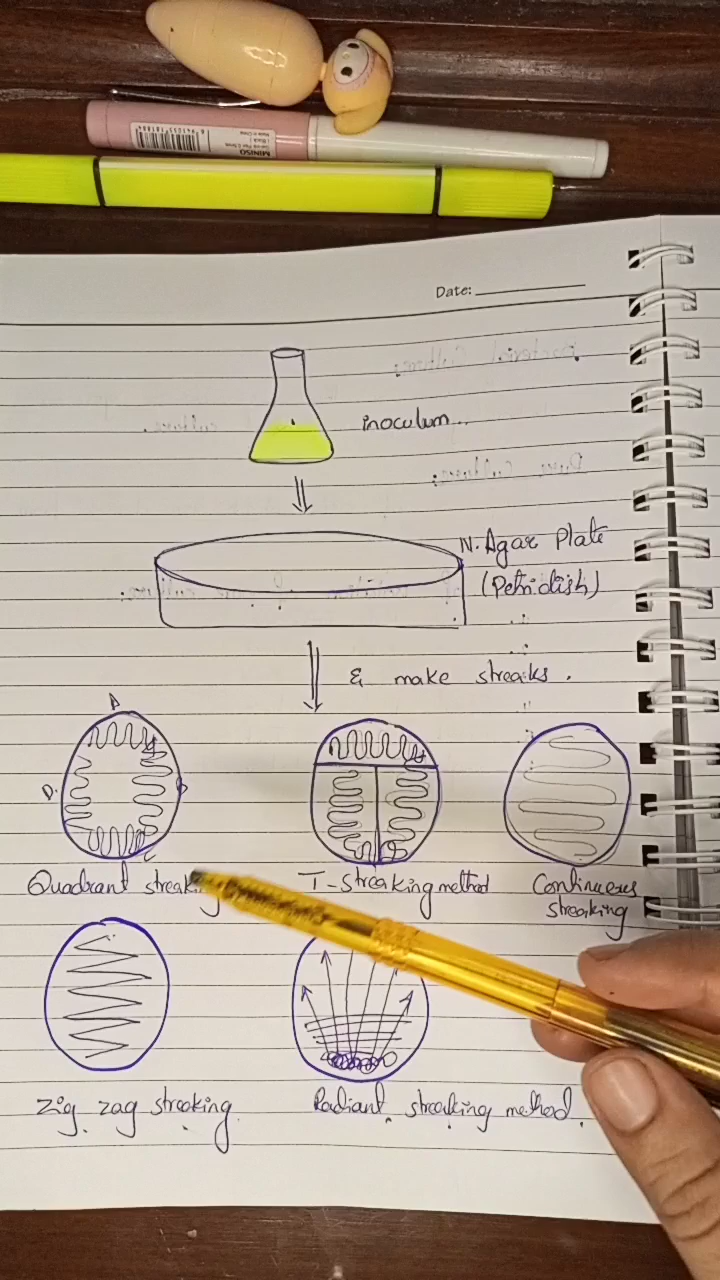 MINISO
Date:
inoculum...
N. Agar Plate
(Petridish)
& make streaks.
A
D.
B
C
Quadrant streaking
T-streaking method
Continuous
streaking
Zig zag streaking
Radiant streaking method.